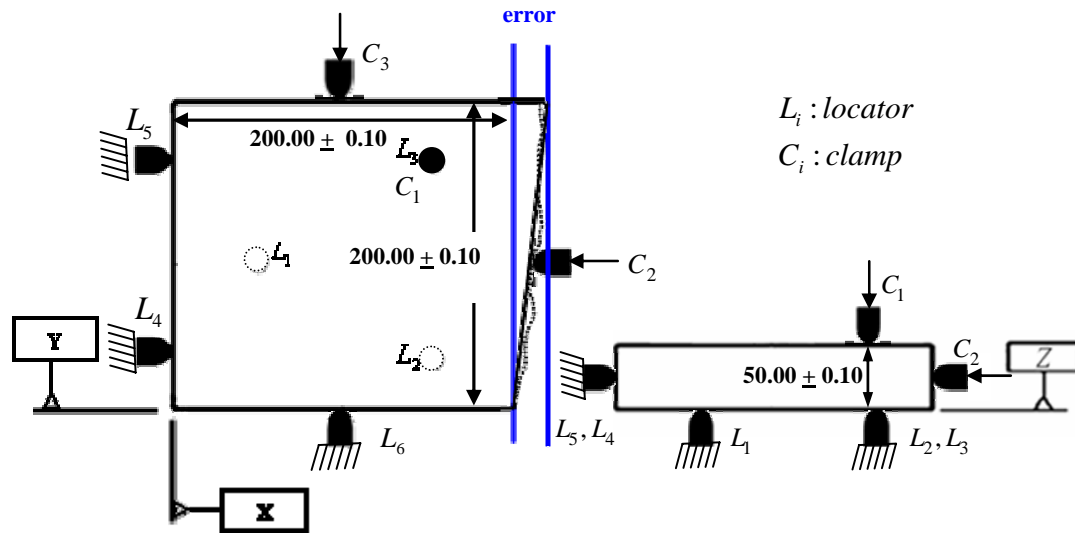 error
C3
Li : locator
Ci : clamp
L5
200.00 ± 0.10
L3
C1
L1
200.00 ± 0.10
C2
L4
L2
Y
L6
X
C1
C2
50.00 ± 0.10
Z
L5, L4
L1
L2, L3